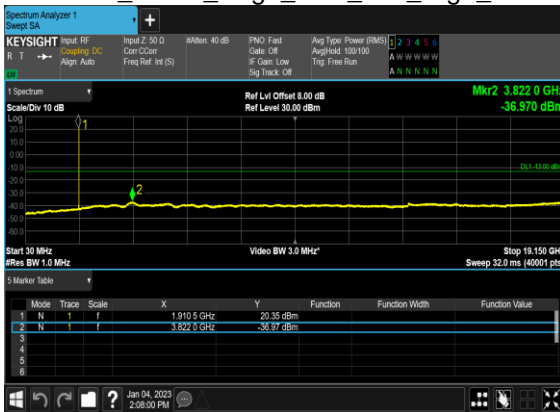 Spectrum Analyzer 1
Swept SA
+
KEYSIGHT Input: RF Input Z: 50 Ω #Atten: 40 dB PNO: Fast Avg Type: Power (RMS) 1 2 3 4 5 6
R T Coupling: DC Corr CCorr Gate: Off Avg|Hold: 100/100 A W W W W W
Align: Auto Freq Ref: Int (S) IF Gain: Low Trig: Free Run
Sig Track: Off A N N N N N
1 Spectrum Ref Lvl Offset 8.00 dB Mkr2 3.822 0 GHz
Scale/Div 10 dB Ref Level 30.00 dBm -36.970 dBm
Log
20.0
1
10.0
0.00
-10.0
DL1 -13.00 dBm
-20.0
-30.0
2
-40.0
-50.0
-60.0
Start 30 MHz Video BW 3.0 MHz* Stop 19.150 GH
#Res BW 1.0 MHz Sweep 32.0 ms (40001 pts
5 Marker Table
Mode Trace Scale X Y Function Function Width Function Value
1 N 1 f 1.910 5 GHz 20.35 dBm
2 N 1 f 3.822 0 GHz -36.97 dBm
3
4
5
6
? Jan 04, 2023
2:08:00 PM